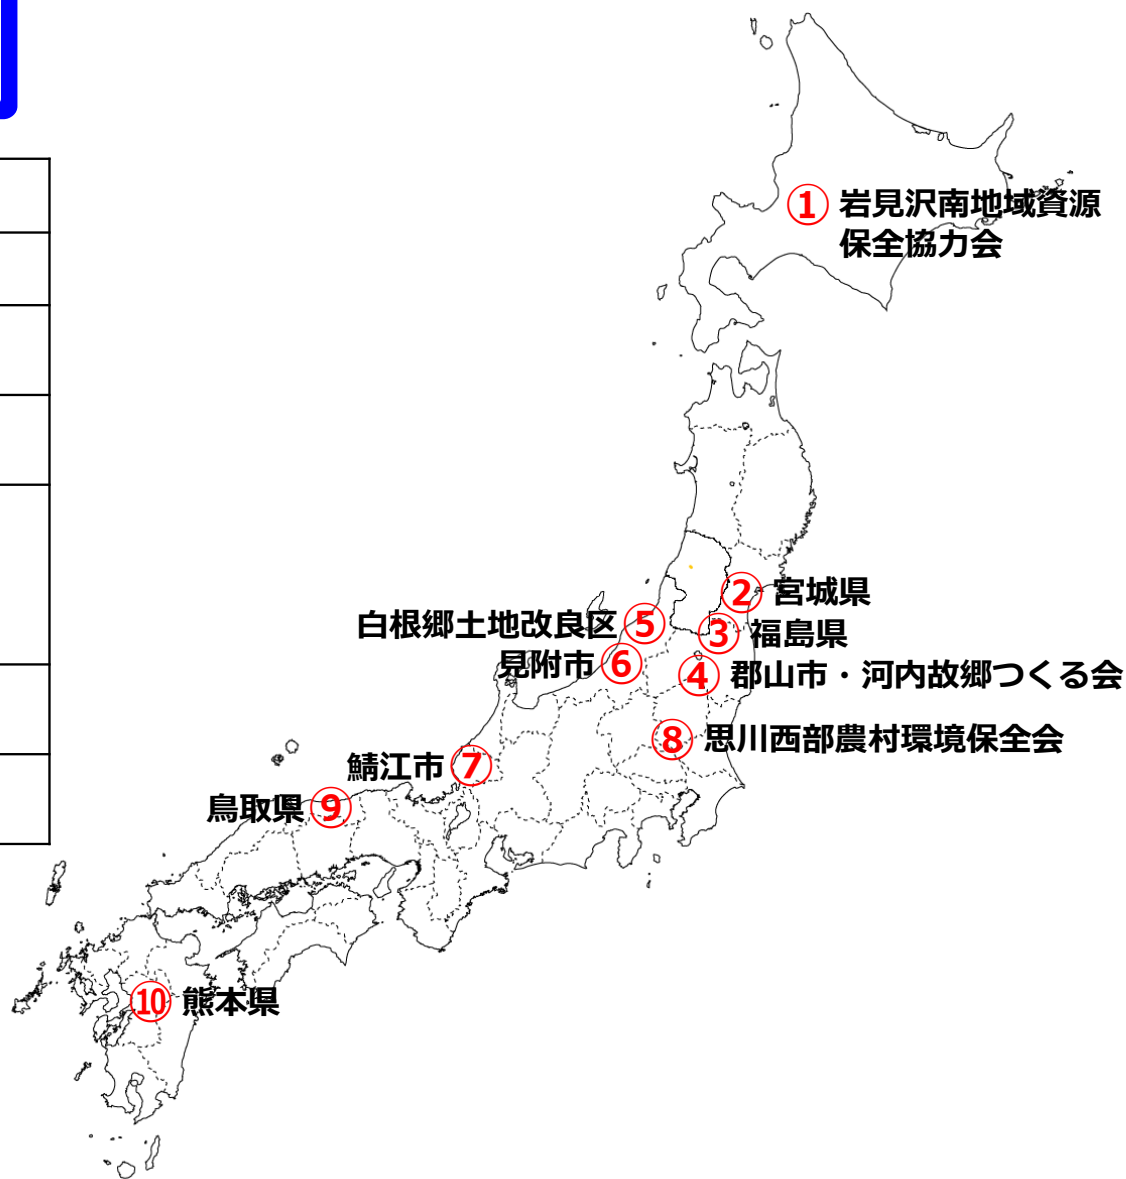 ① 岩見沢南地域資源
保全協力会
② 宮城県
③ 福島県
④ 郡山市・河内故郷つくる会
白根郷土地改良区 ⑤
見附市 ⑥
鯖江市 ⑦
⑧ 思川西部農村環境保全会
鳥取県 ⑨
⑩ 熊本県